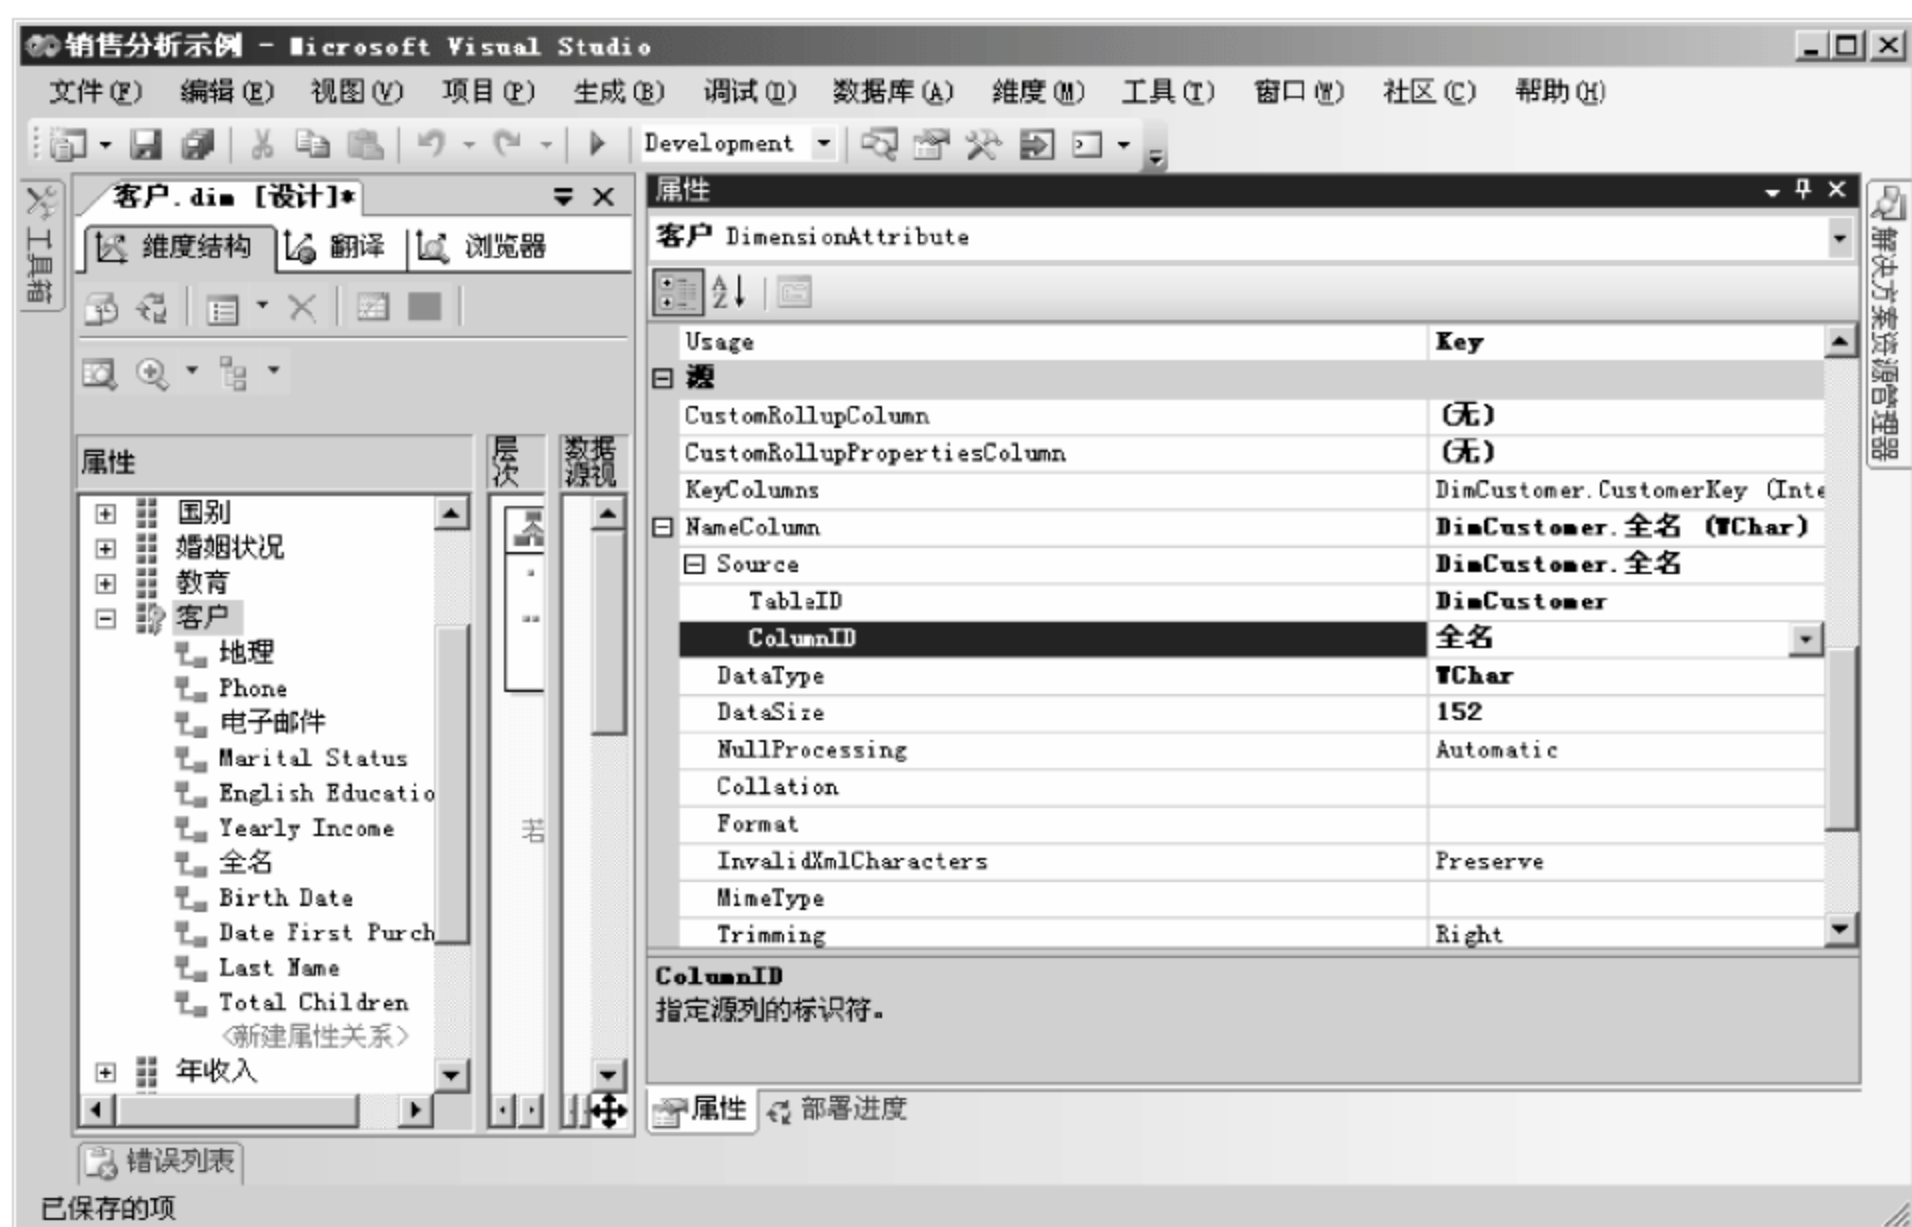 销售分析示例 - Microsoft Visual Studio
文件(F) 编辑(E) 视图(V) 项目(P) 生成(B) 调试(D) 数据库(A) 维度(M) 工具(T) 窗口(W) 社区(C) 帮助(H)
Development
工具箱
客户.dim [设计]*
维度结构 翻译 浏览器
属性
国别
婚姻状况
教育
客户
地理
Phone
电子邮件
Marital Status
English Educatio
Yearly Income
全名
Birth Date
Date First Purch
Last Name
Total Children
<新建属性关系>
年收入
层次
若
数据源视
属性
客户 DimensionAttribute
Usage Key
源
CustomRollupColumn (无)
CustomRollupPropertiesColumn (无)
KeyColumns DimCustomer.CustomerKey (Inte
NameColumn DimCustomer.全名 (WChar)
Source DimCustomer.全名
TableID DimCustomer
ColumnID 全名
DataType WChar
DataSize 152
NullProcessing Automatic
Collation
Format
InvalidXmlCharacters Preserve
MimeType
Trimming Right
ColumnID
指定源列的标识符。
属性 部署进度
解决方案资源管理器
错误列表
已保存的项